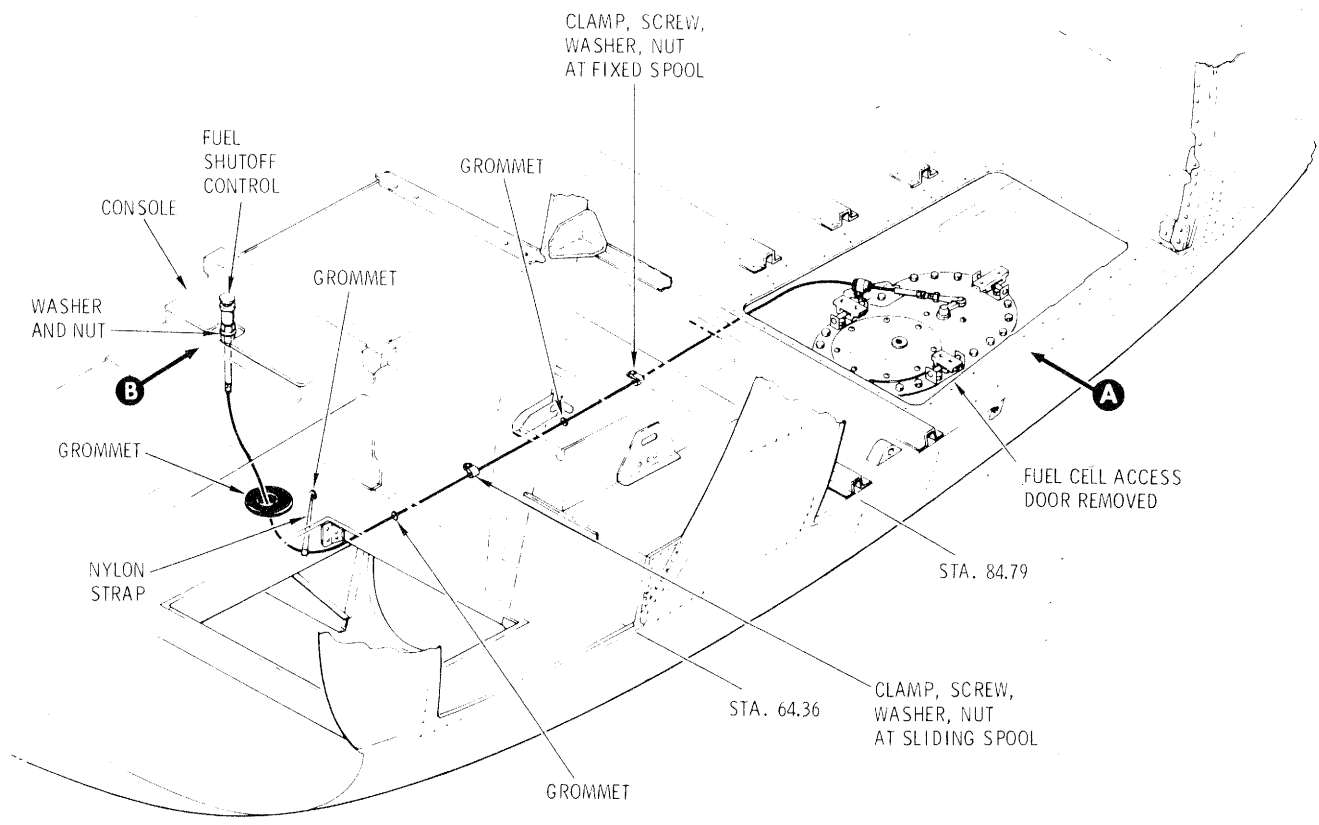 CLAMP, SCREW,
WASHER, NUT
AT FIXED SPOOL
FUEL
SHUTOFF
CONTROL
GROMMET
CONSOLE
GROMMET
WASHER
AND NUT
B
A
GROMMET
FUEL CELL ACCESS
DOOR REMOVED
NYLON
STRAP
STA. 84.79
CLAMP, SCREW,
WASHER, NUT
AT SLIDING SPOOL
STA. 64.36
GROMMET